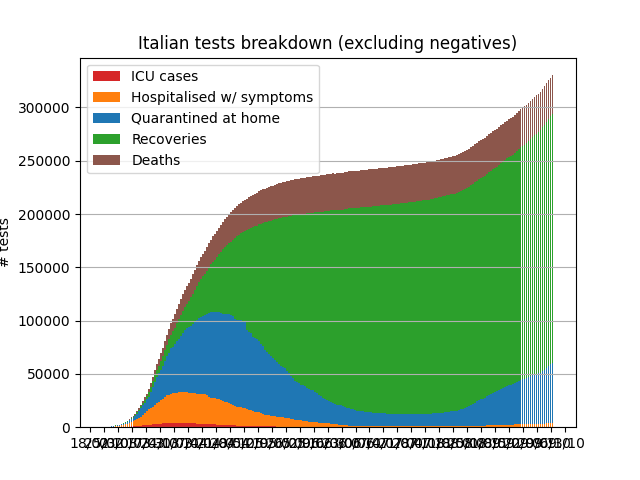 Italian tests breakdown (excluding negatives)
ICU cases
Hospitalised w/ symptoms
Quarantined at home
Recoveries
Deaths
300000
250000
200000
150000
100000
50000
0
# tests